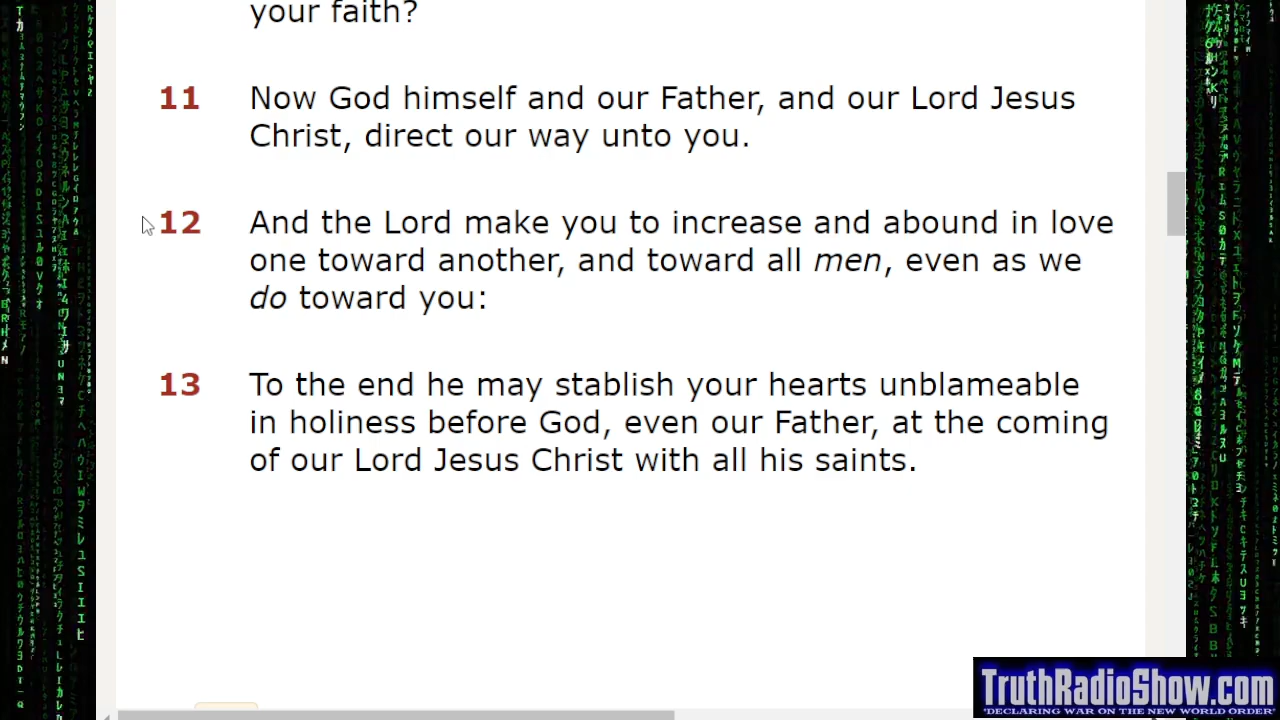 your faith?
11 Now God himself and our Father, and our Lord Jesus
Christ, direct our way unto you.
12 And the Lord make you to increase and abound in love
one toward another, and toward all men, even as we
do toward you:
13 To the end he may stablish your hearts unblameable
in holiness before God, even our Father, at the coming
of our Lord Jesus Christ with all his saints.
TruthRadioShow.com
"DECLARING WAR ON THE NEW WORLD ORDER"